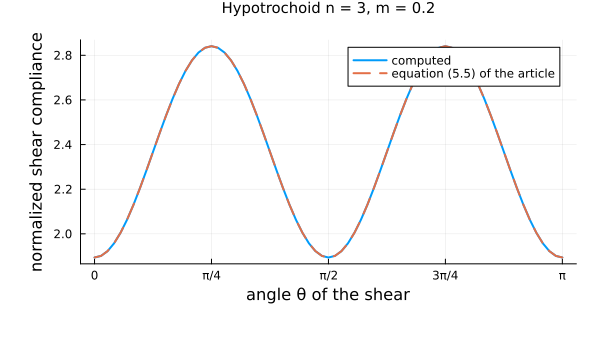 Hypotrochoid n = 3, m = 0.2
normalized shear compliance
2.8
2.6
2.4
2.2
2.0
computed
equation (5.5) of the article
0
π/4
π/2
3π/4
π
angle θ of the shear